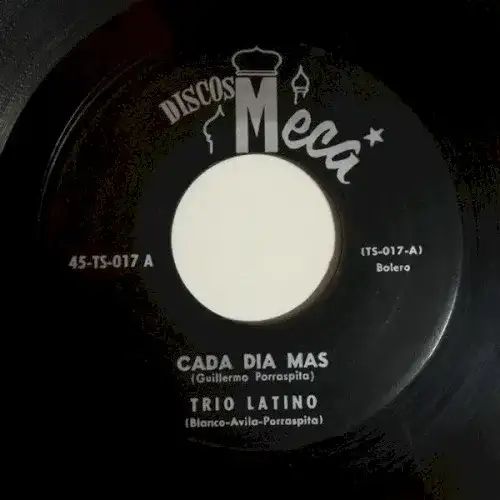 DISCOS Meca
45-TS-017 A
(TS-017-A)
Bolero
CADA DIA MAS
(Guillermo Porraspita)
TRIO LATINO
(Blanco-Avila-Porraspita)